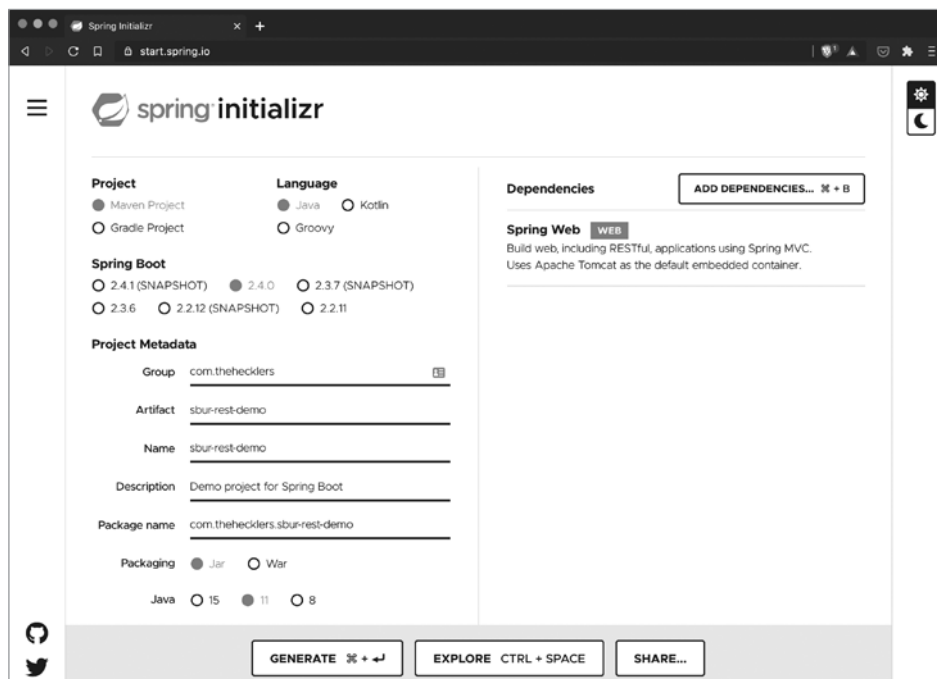 Spring Initializr
start.spring.io
1
spring initializr
Project
Maven Project
Gradle Project
Language
Java Kotlin
Groovy
Spring Boot
2.4.1 (SNAPSHOT) 2.4.0 2.3.7 (SNAPSHOT)
2.3.6 2.2.12 (SNAPSHOT) 2.2.11
Project Metadata
Group com.thehecklers
Artifact sbur-rest-demo
Name sbur-rest-demo
Description Demo project for Spring Boot
Package name com.thehecklers.sbur-rest-demo
Packaging Jar War
Java 15 11 8
Dependencies ADD DEPENDENCIES... ⌘ + B
Spring Web WEB
Build web, including RESTful, applications using Spring MVC.
Uses Apache Tomcat as the default embedded container.
GENERATE ⌘ + ↵ EXPLORE CTRL + SPACE SHARE...